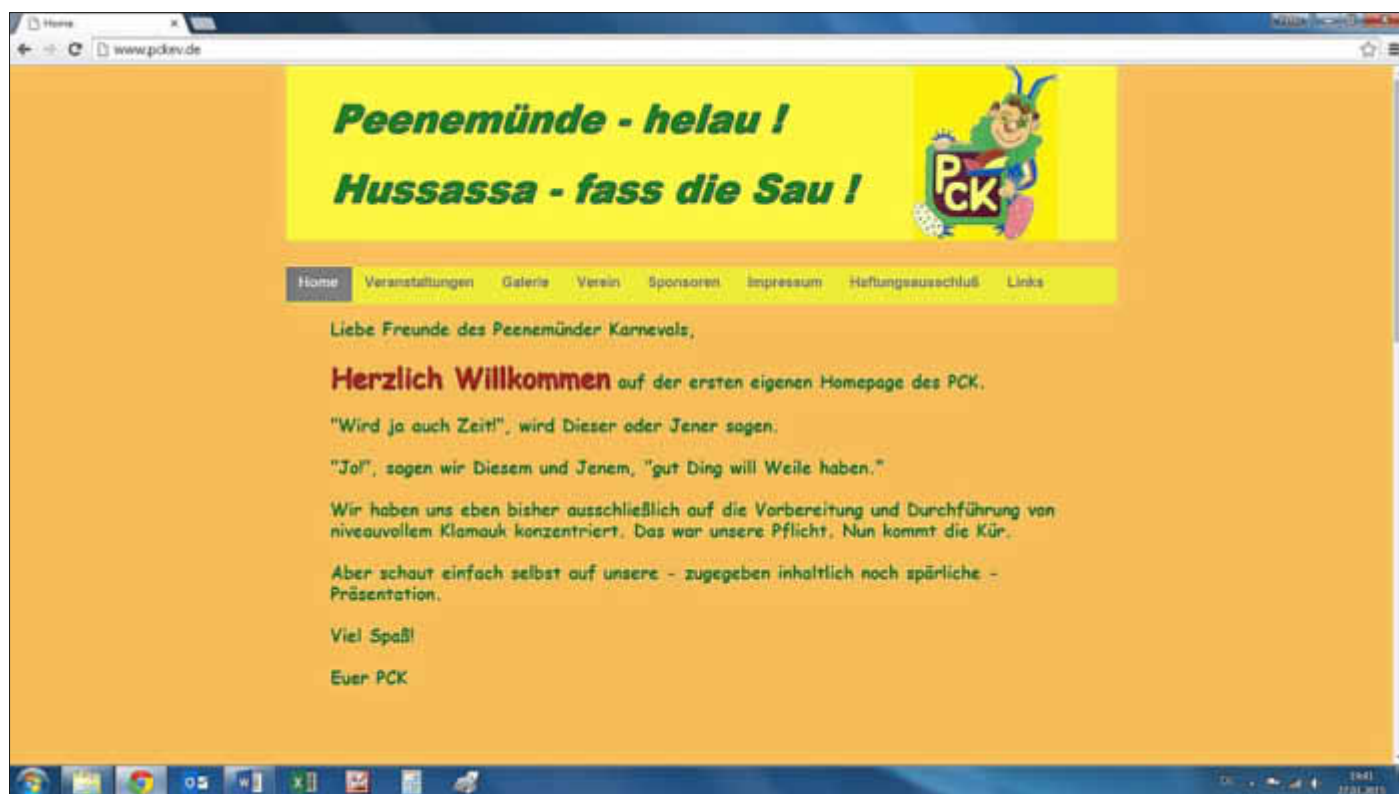 Home
www.pckev.de
Peenemünde - helau !
Hussassa - fass die Sau !
PCK
Home Veranstaltungen Galerie Verein Sponsoren Impressum Haftungsausschluß Links
Liebe Freunde des Peenemünder Karnevals,
Herzlich Willkommen auf der ersten eigenen Homepage des PCK.
"Wird ja auch Zeit!", wird Dieser oder Jener sagen.
"Jo!", sagen wir Diesem und Jenem, "gut Ding will Weile haben."
Wir haben uns eben bisher ausschließlich auf die Vorbereitung und Durchführung von
niveauvollem Klamauk konzentriert. Das war unsere Pflicht. Nun kommt die Kür.
Aber schaut einfach selbst auf unsere - zugegeben inhaltlich noch spärliche -
Präsentation.
Viel Spaß!
Euer PCK
DE
19:41